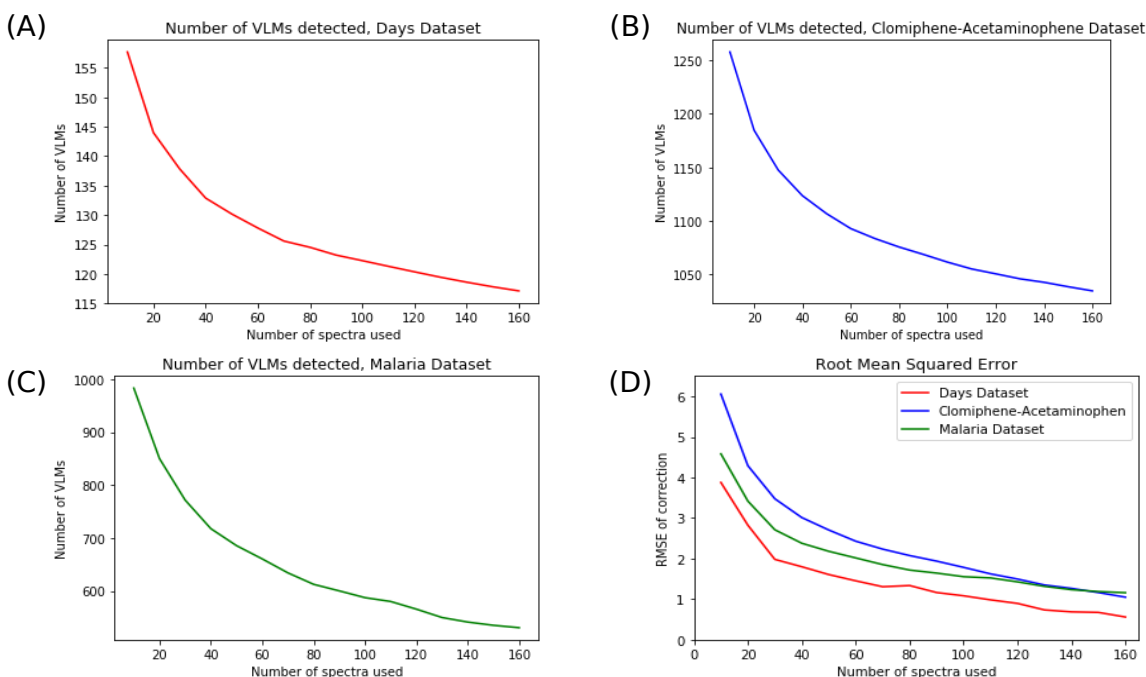 (A)
Number of VLMs detected, Days Dataset
Number of VLMs
155
150
145
140
135
130
125
120
115
20 40 60 80 100 120 140 160
Number of spectra used
(B)
Number of VLMs detected, Clomiphene-Acetaminophene Dataset
Number of VLMs
1250
1200
1150
1100
1050
20 40 60 80 100 120 140 160
Number of spectra used
(C)
Number of VLMs detected, Malaria Dataset
Number of VLMs
1000
900
800
700
600
20 40 60 80 100 120 140 160
Number of spectra used
(D)
Root Mean Squared Error
RMSE of correction
6
5
4
3
2
1
0
Days Dataset
Clomiphene-Acetaminophen
Malaria Dataset
0 20 40 60 80 100 120 140 160
Number of spectra used